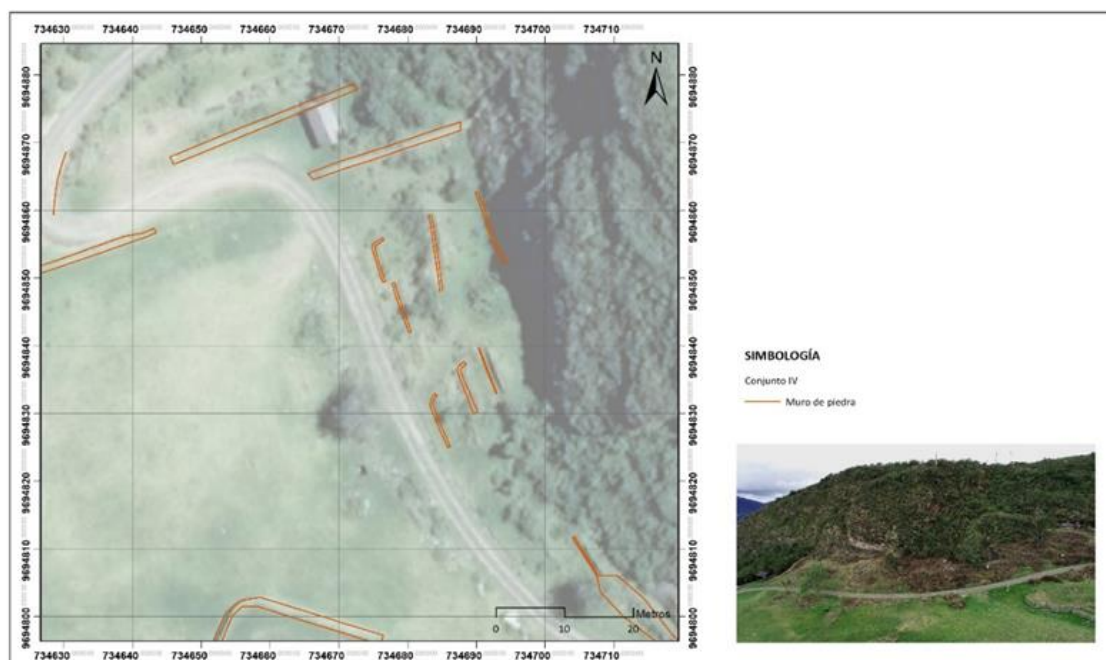 734630 734640 734650 734660 734670 734680 734690 734700 734710
9694880 9694880
N
9694870 9694870
9694860 9694860
9694850 9694850
9694840 9694840
SIMBOLOGÍA
Conjunto IV
Muro de piedra
9694830 9694830
9694820 9694820
9694810 9694810
Metros
0 10 20
9694800 9694800
734630 734640 734650 734660 734670 734680 734690 734700 734710